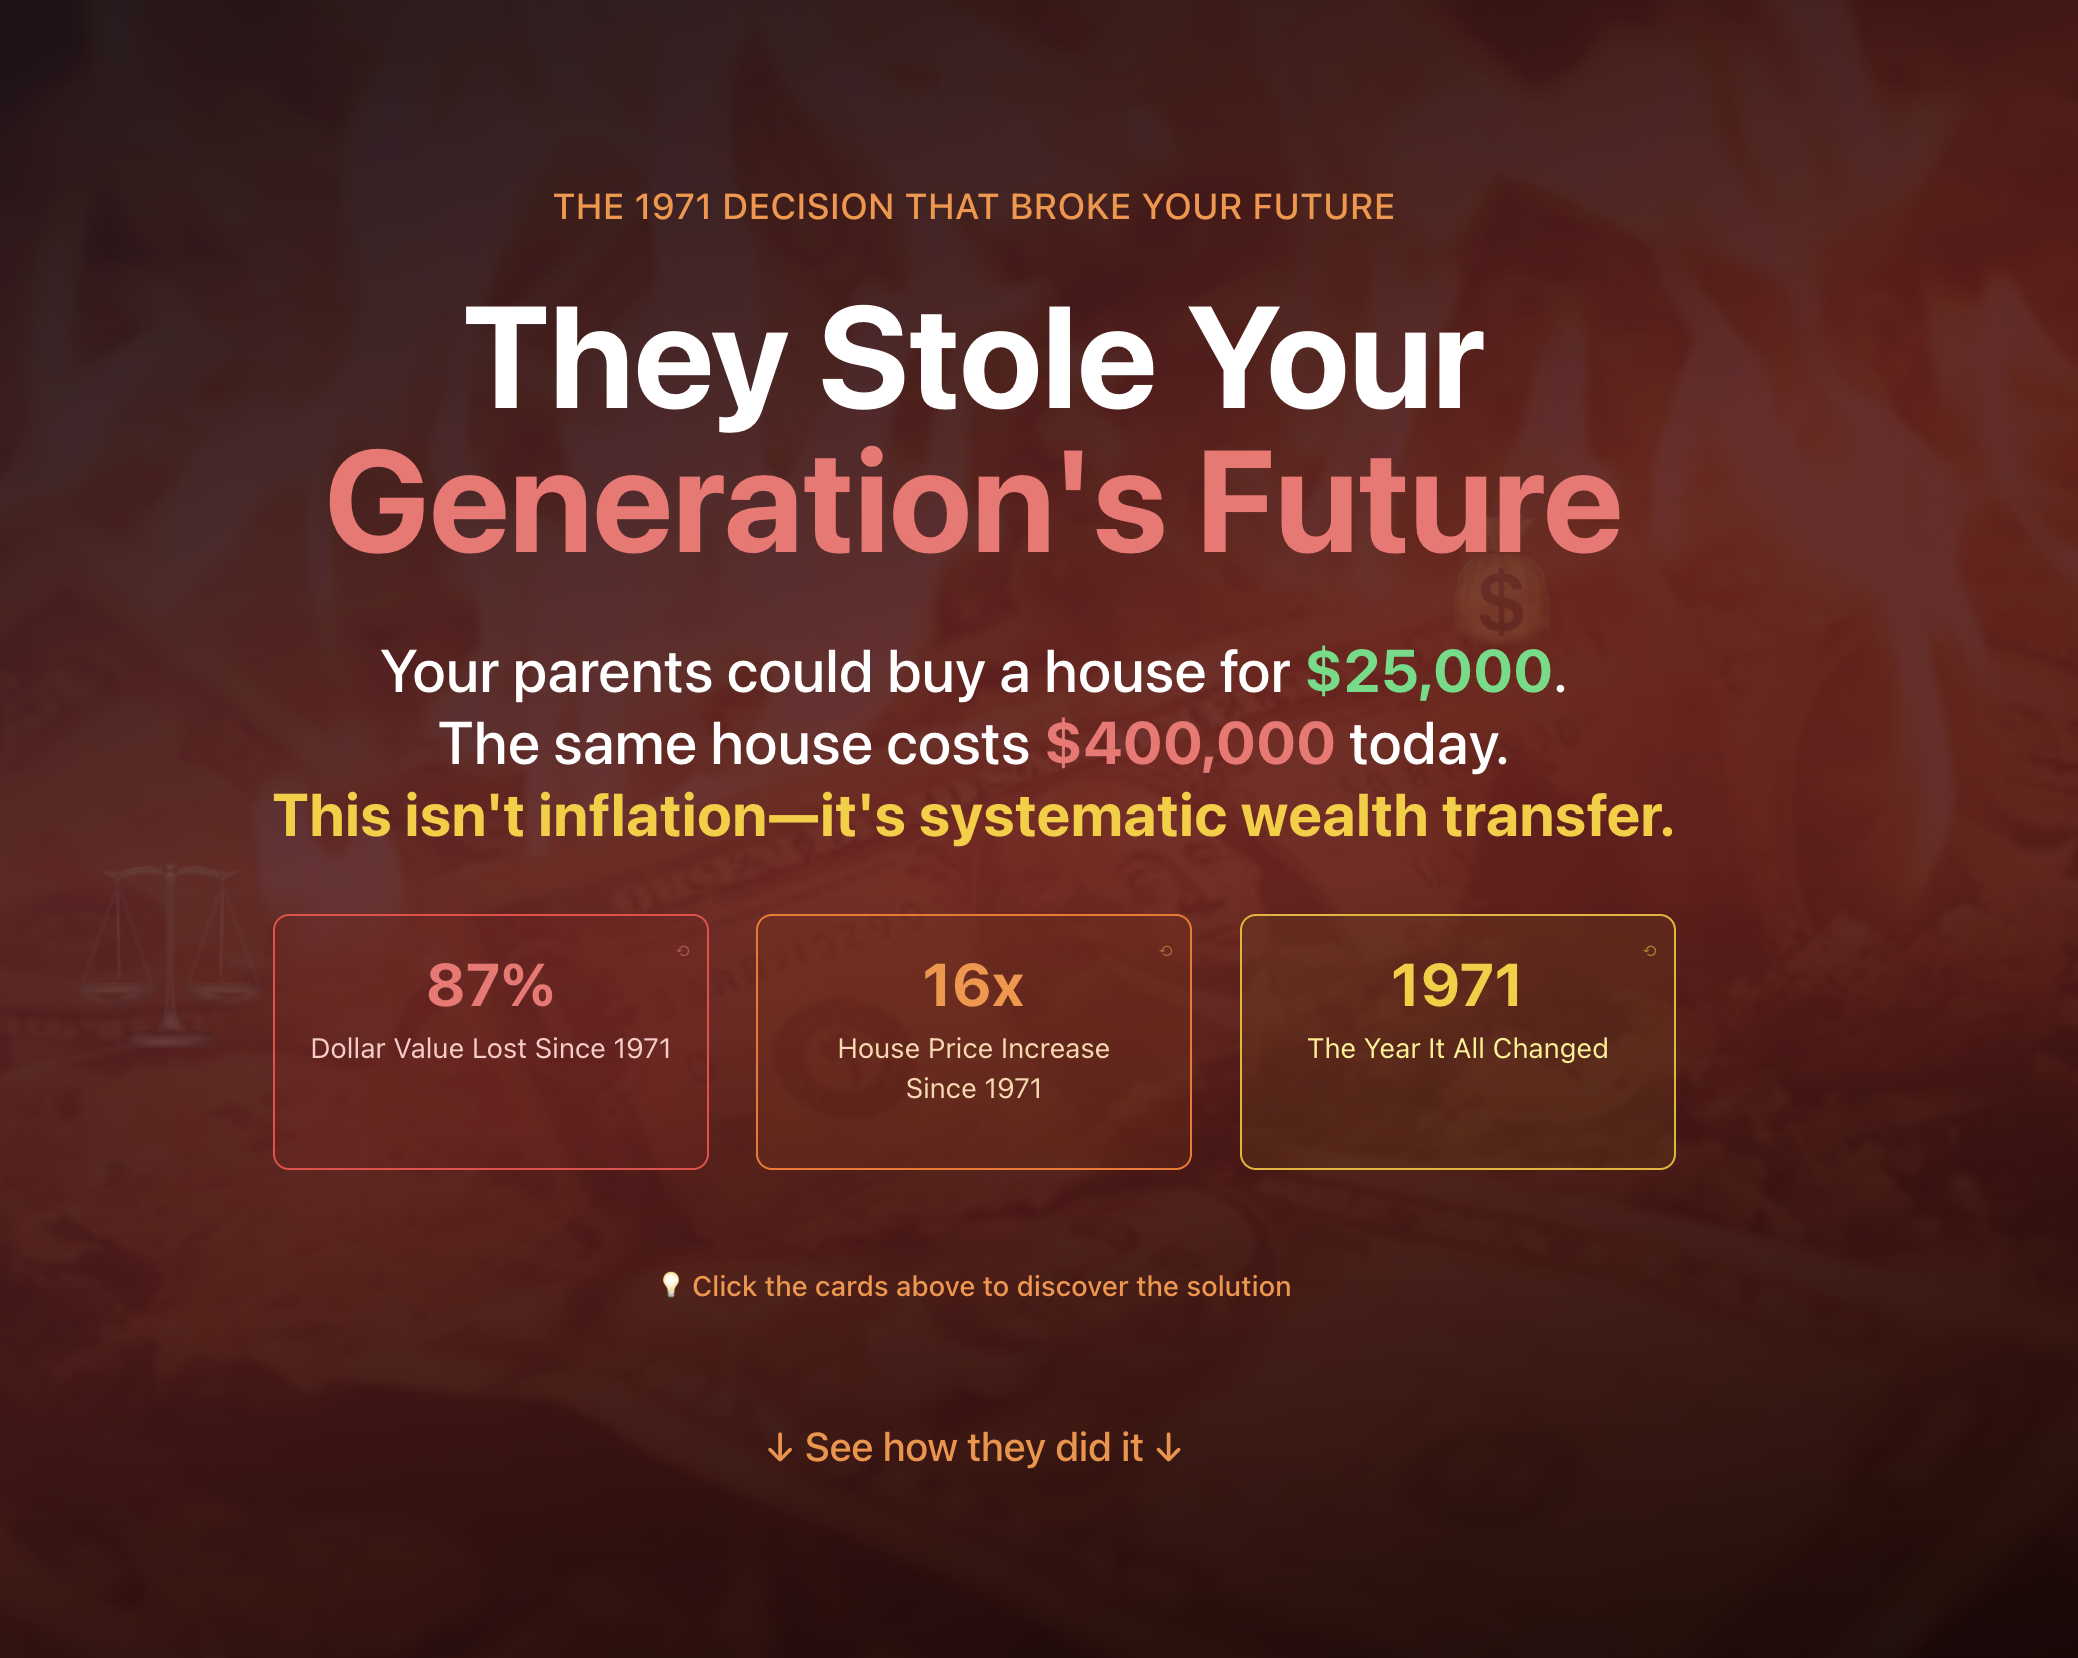 THE 1971 DECISION THAT BROKE YOUR FUTURE
They Stole Your
Generation's Future
$
Your parents could buy a house for $25,000.
The same house costs $400,000 today.
This isn't inflation—it's systematic wealth transfer.
87%
Dollar Value Lost Since 1971
16x
House Price Increase
Since 1971
1971
The Year It All Changed
💡 Click the cards above to discover the solution
↓ See how they did it ↓